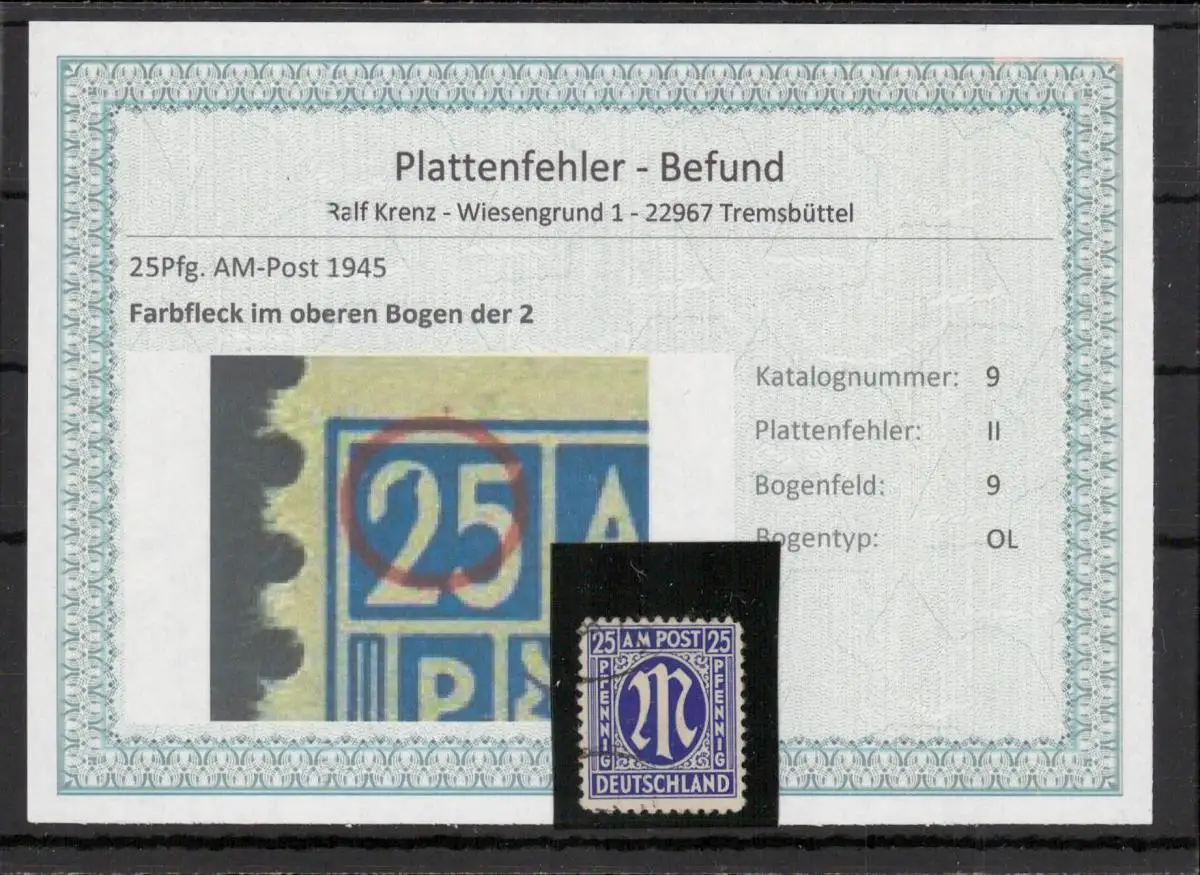 Plattenfehler - Befund
Ralf Krenz - Wiesengrund 1 - 22967 Tremsbüttel
25Pfg. AM-Post 1945
Farbfleck im oberen Bogen der 2
Katalognummer: 9
Plattenfehler: II
Bogenfeld: 9
Bogentyp: OL
25 A
P
25 AM POST 25
PFENNIG M PFENNIG
DEUTSCHLAND